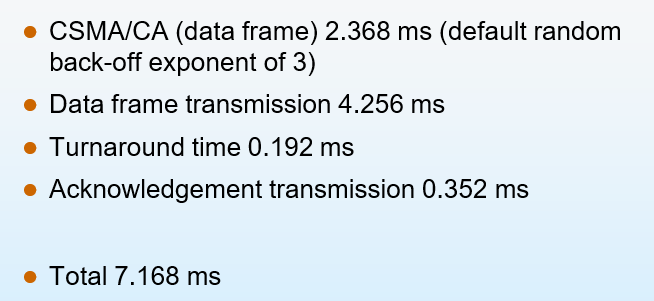 CSMA/CA (data frame) 2.368 ms (default random
back-off exponent of 3)
Data frame transmission 4.256 ms
Turnaround time 0.192 ms
Acknowledgement transmission 0.352 ms
Total 7.168 ms